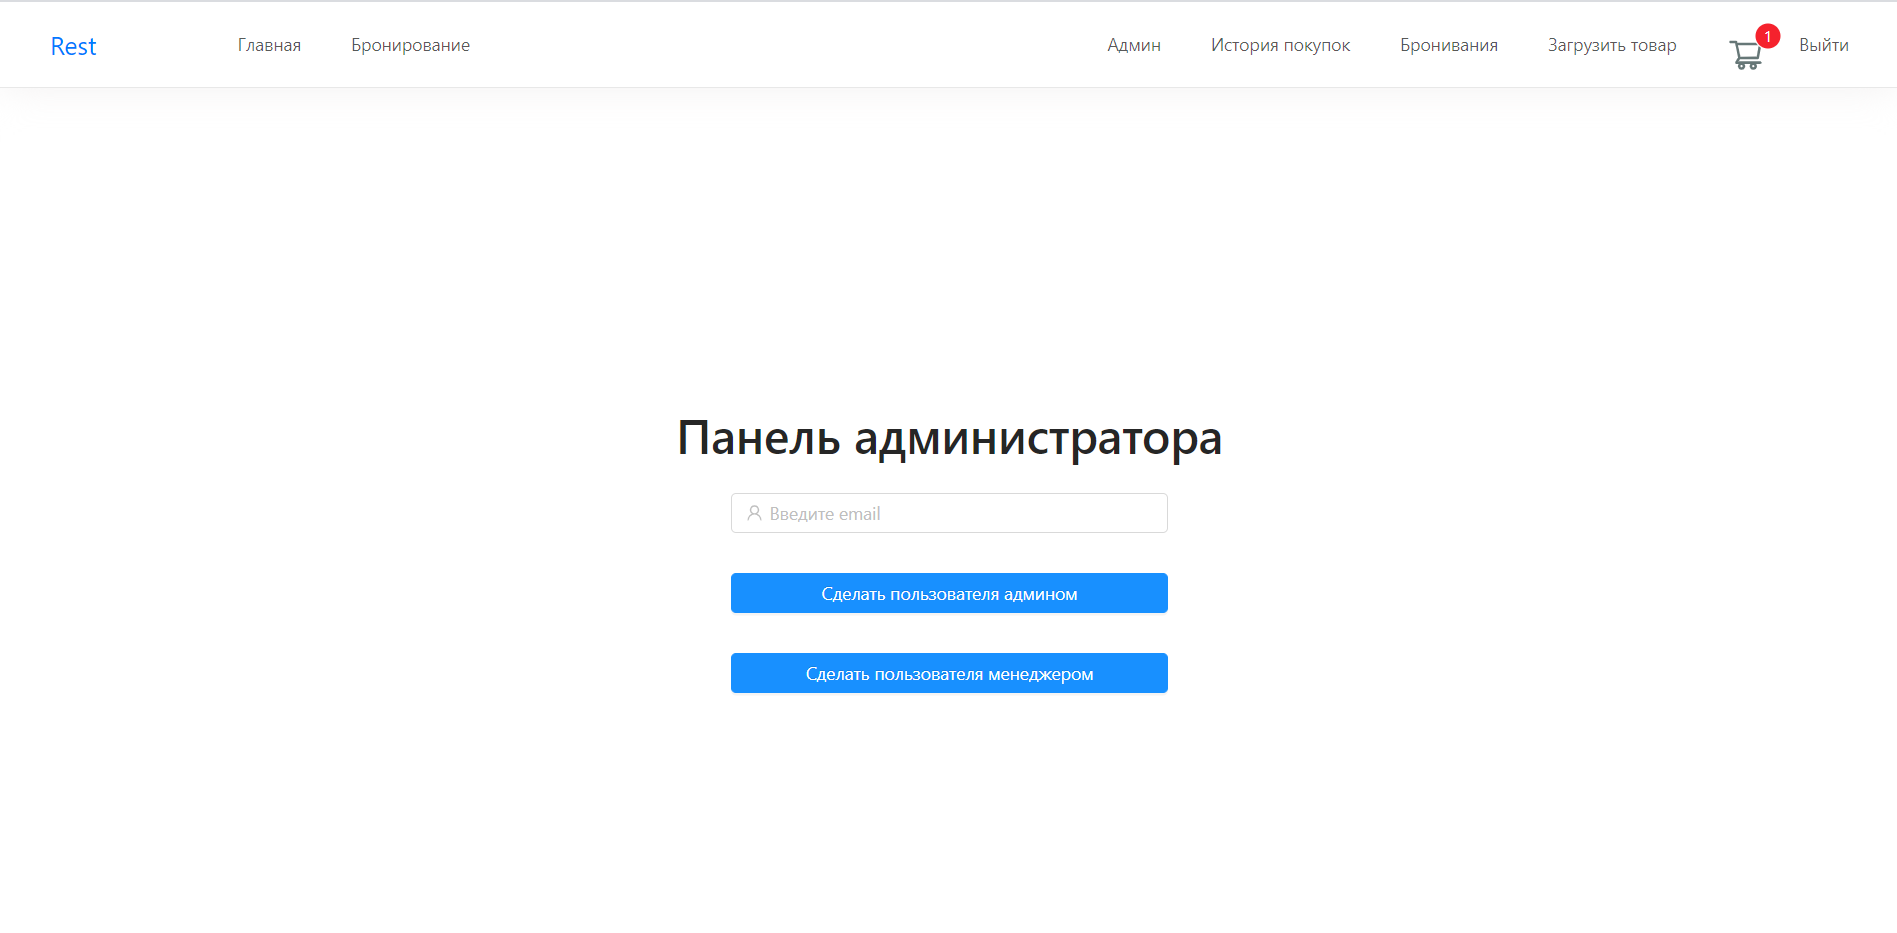 Rest Главная Бронирование Админ История покупок Бронивания Загрузить товар 1 Выйти
Панель администратора
Введите email
Сделать пользователя админом
Сделать пользователя менеджером